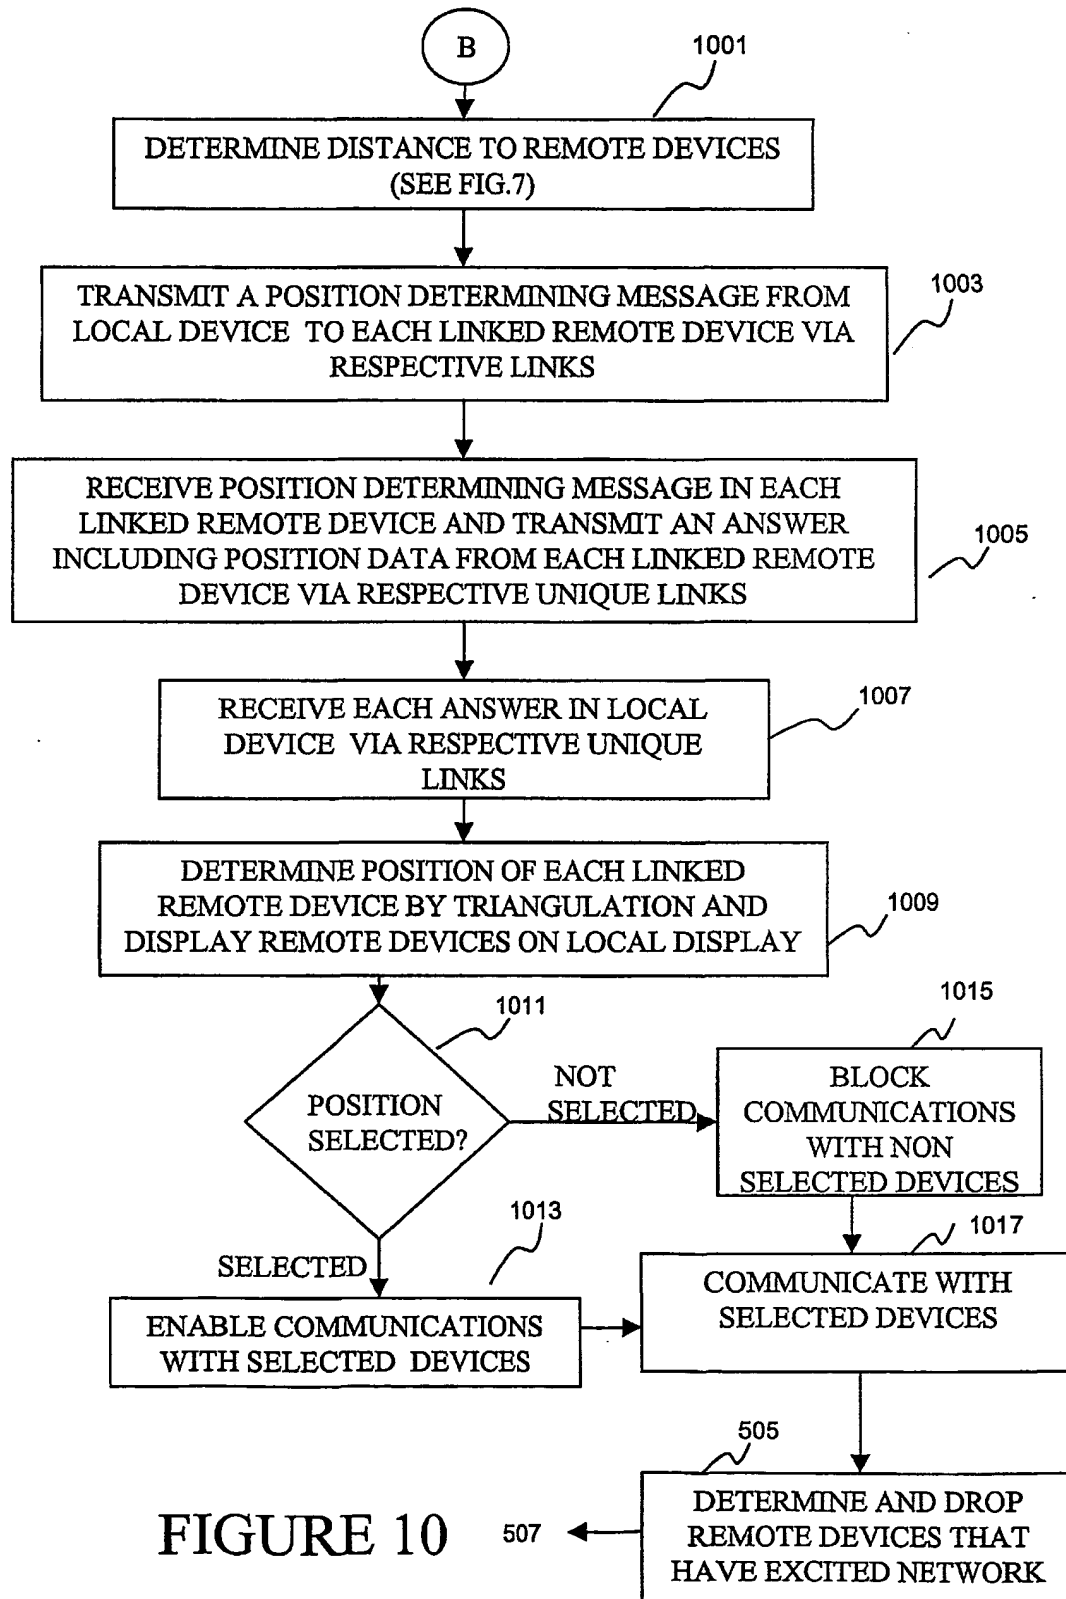 B
1001
DETERMINE DISTANCE TO REMOTE DEVICES
(SEE FIG.7)
1003
TRANSMIT A POSITION DETERMINING MESSAGE FROM
LOCAL DEVICE TO EACH LINKED REMOTE DEVICE VIA
RESPECTIVE LINKS
1005
RECEIVE POSITION DETERMINING MESSAGE IN EACH
LINKED REMOTE DEVICE AND TRANSMIT AN ANSWER
INCLUDING POSITION DATA FROM EACH LINKED REMOTE
DEVICE VIA RESPECTIVE UNIQUE LINKS
1007
RECEIVE EACH ANSWER IN LOCAL
DEVICE VIA RESPECTIVE UNIQUE
LINKS
1009
DETERMINE POSITION OF EACH LINKED
REMOTE DEVICE BY TRIANGULATION AND
DISPLAY REMOTE DEVICES ON LOCAL DISPLAY
1011
POSITION
SELECTED?
NOT
SELECTED
1015
BLOCK
COMMUNICATIONS
WITH NON
SELECTED DEVICES
SELECTED
1013
ENABLE COMMUNICATIONS
WITH SELECTED DEVICES
1017
COMMUNICATE WITH
SELECTED DEVICES
505
DETERMINE AND DROP
REMOTE DEVICES THAT
HAVE EXCITED NETWORK
507
FIGURE 10